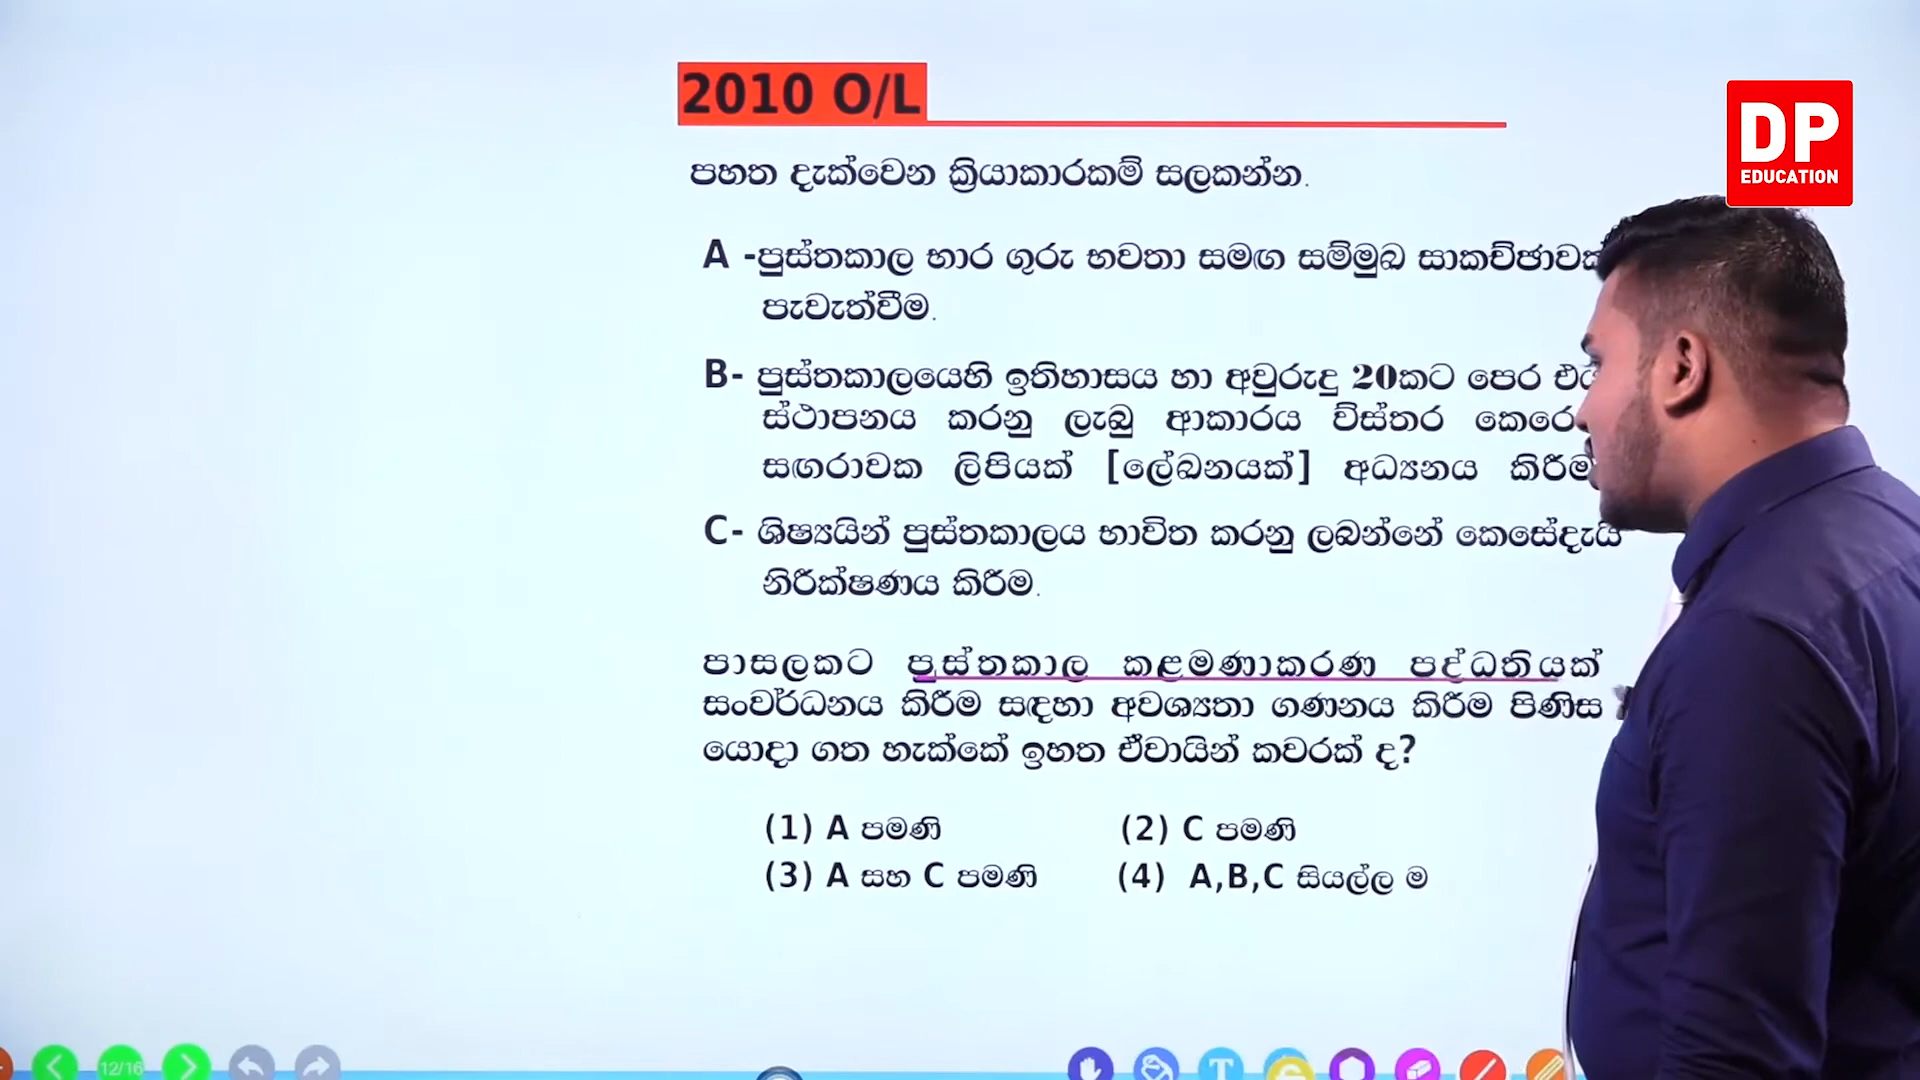 2010 O/L
DP
EDUCATION
පහත දැක්වෙන ක්‍රියාකාරකම් සලකන්න.
A -පුස්තකාල භාර ගුරු භවතා සමඟ සම්මුඛ
පැවැත්වීම.
B- පුස්තකාලයෙහි ඉතිහාසය හා අවුරුදු 20කට පෙර
ස්ථාපනය කරනු ලැබූ ආකාරය විස්තර
සඟරාවක ලිපියක් [ලේඛනයක්] අධ්‍යනය කිරීම
C- ශිෂ්‍යයින් පුස්තකාලය භාවිත කරනු ලබන්නේ කෙසේදැයි
නිරීක්ෂණය කිරීම.
පාසලකට පුස්තකාල කළමණාකරණ පද්ධතියක්
සංවර්ධනය කිරීම සඳහා අවශ්‍යතා ගණනය කිරීම පිණිස
යොදා ගත හැක්කේ ඉහත ඒවායින් කවරක් ද?
(1) A පමණි (2) C පමණි
(3) A සහ C පමණි (4) A,B,C සියල්ල ම
12/16